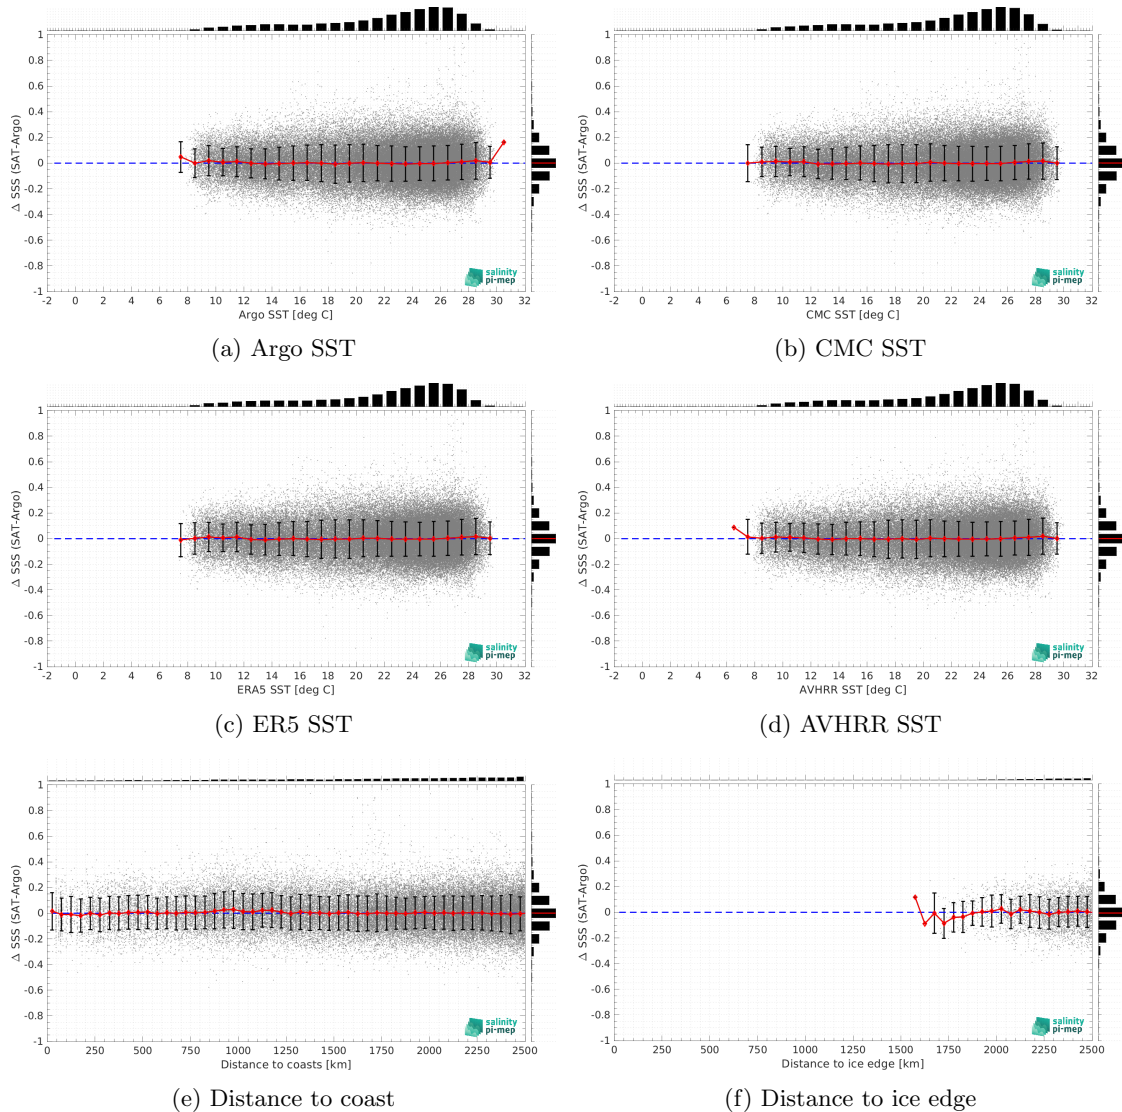 1
0.8
0.6
0.4
0.2
0
-0.2
-0.4
-0.6
-0.8
-1
Δ SSS (SAT-Argo)
salinity
pi-mep
-2 0 2 4 6 8 10 12 14 16 18 20 22 24 26 28 30 32
Argo SST [deg C]
(a) Argo SST
1
0.8
0.6
0.4
0.2
0
-0.2
-0.4
-0.6
-0.8
-1
Δ SSS (SAT-Argo)
salinity
pi-mep
-2 0 2 4 6 8 10 12 14 16 18 20 22 24 26 28 30 32
CMC SST [deg C]
(b) CMC SST
1
0.8
0.6
0.4
0.2
0
-0.2
-0.4
-0.6
-0.8
-1
Δ SSS (SAT-Argo)
salinity
pi-mep
-2 0 2 4 6 8 10 12 14 16 18 20 22 24 26 28 30 32
ERA5 SST [deg C]
(c) ER5 SST
1
0.8
0.6
0.4
0.2
0
-0.2
-0.4
-0.6
-0.8
-1
Δ SSS (SAT-Argo)
salinity
pi-mep
-2 0 2 4 6 8 10 12 14 16 18 20 22 24 26 28 30 32
AVHRR SST [deg C]
(d) AVHRR SST
1
0.8
0.6
0.4
0.2
0
-0.2
-0.4
-0.6
-0.8
-1
Δ SSS (SAT-Argo)
salinity
pi-mep
0 250 500 750 1000 1250 1500 1750 2000 2250 2500
Distance to coasts [km]
(e) Distance to coast
1
0.8
0.6
0.4
0.2
0
-0.2
-0.4
-0.6
-0.8
-1
Δ SSS (SAT-Argo)
salinity
pi-mep
0 250 500 750 1000 1250 1500 1750 2000 2250 2500
Distance to ice edge [km]
(f) Distance to ice edge